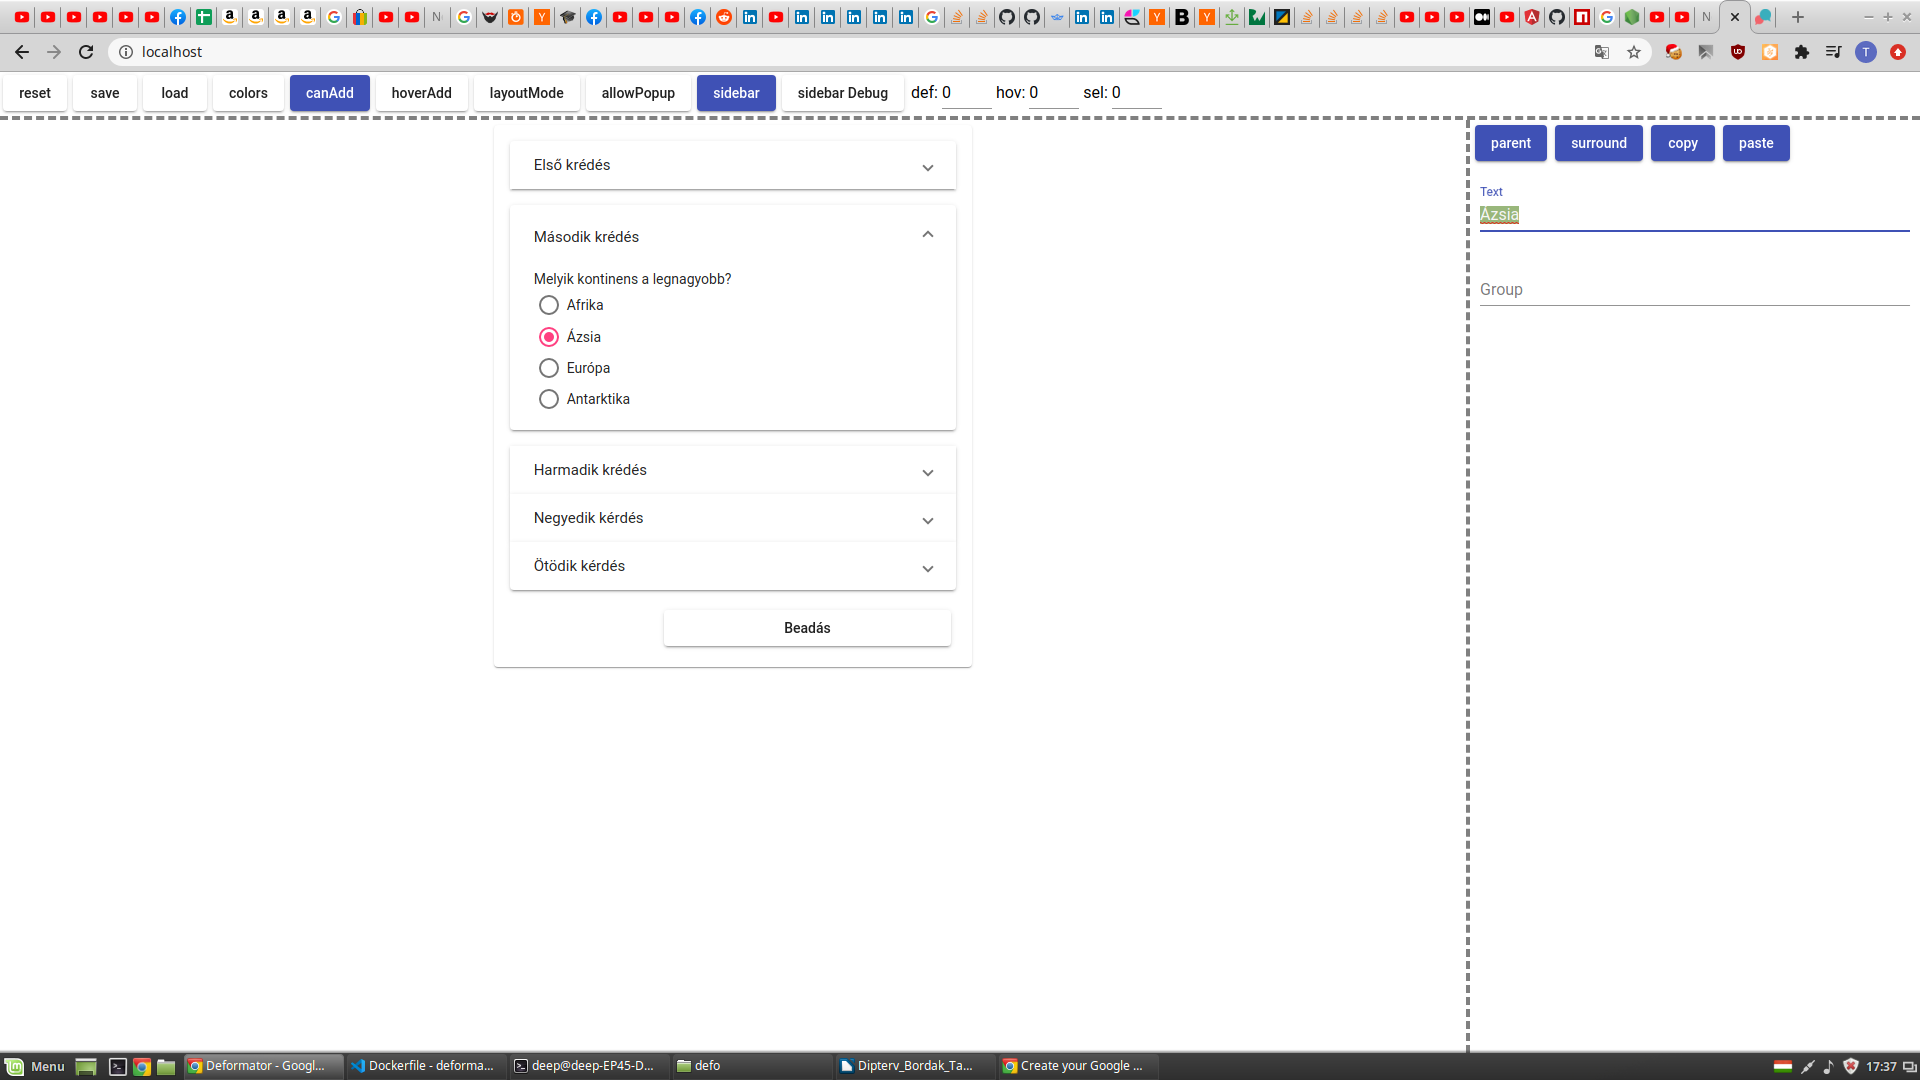 localhost
T
reset save load colors canAdd hoverAdd layoutMode allowPopup sidebar sidebar Debug def: 0 hov: 0 sel: 0
parent surround copy paste
Text
Ázsia
Group
Első krédés
Második krédés
Melyik kontinens a legnagyobb?
Afrika
Ázsia
Európa
Antarktika
Harmadik krédés
Negyedik kérdés
Ötödik kérdés
Beadás
Menu Deformator - Googl... Dockerfile - deforma... deep@deep-EP45-D... defo Dipterv_Bordak_Ta... Create your Google ... 17:37